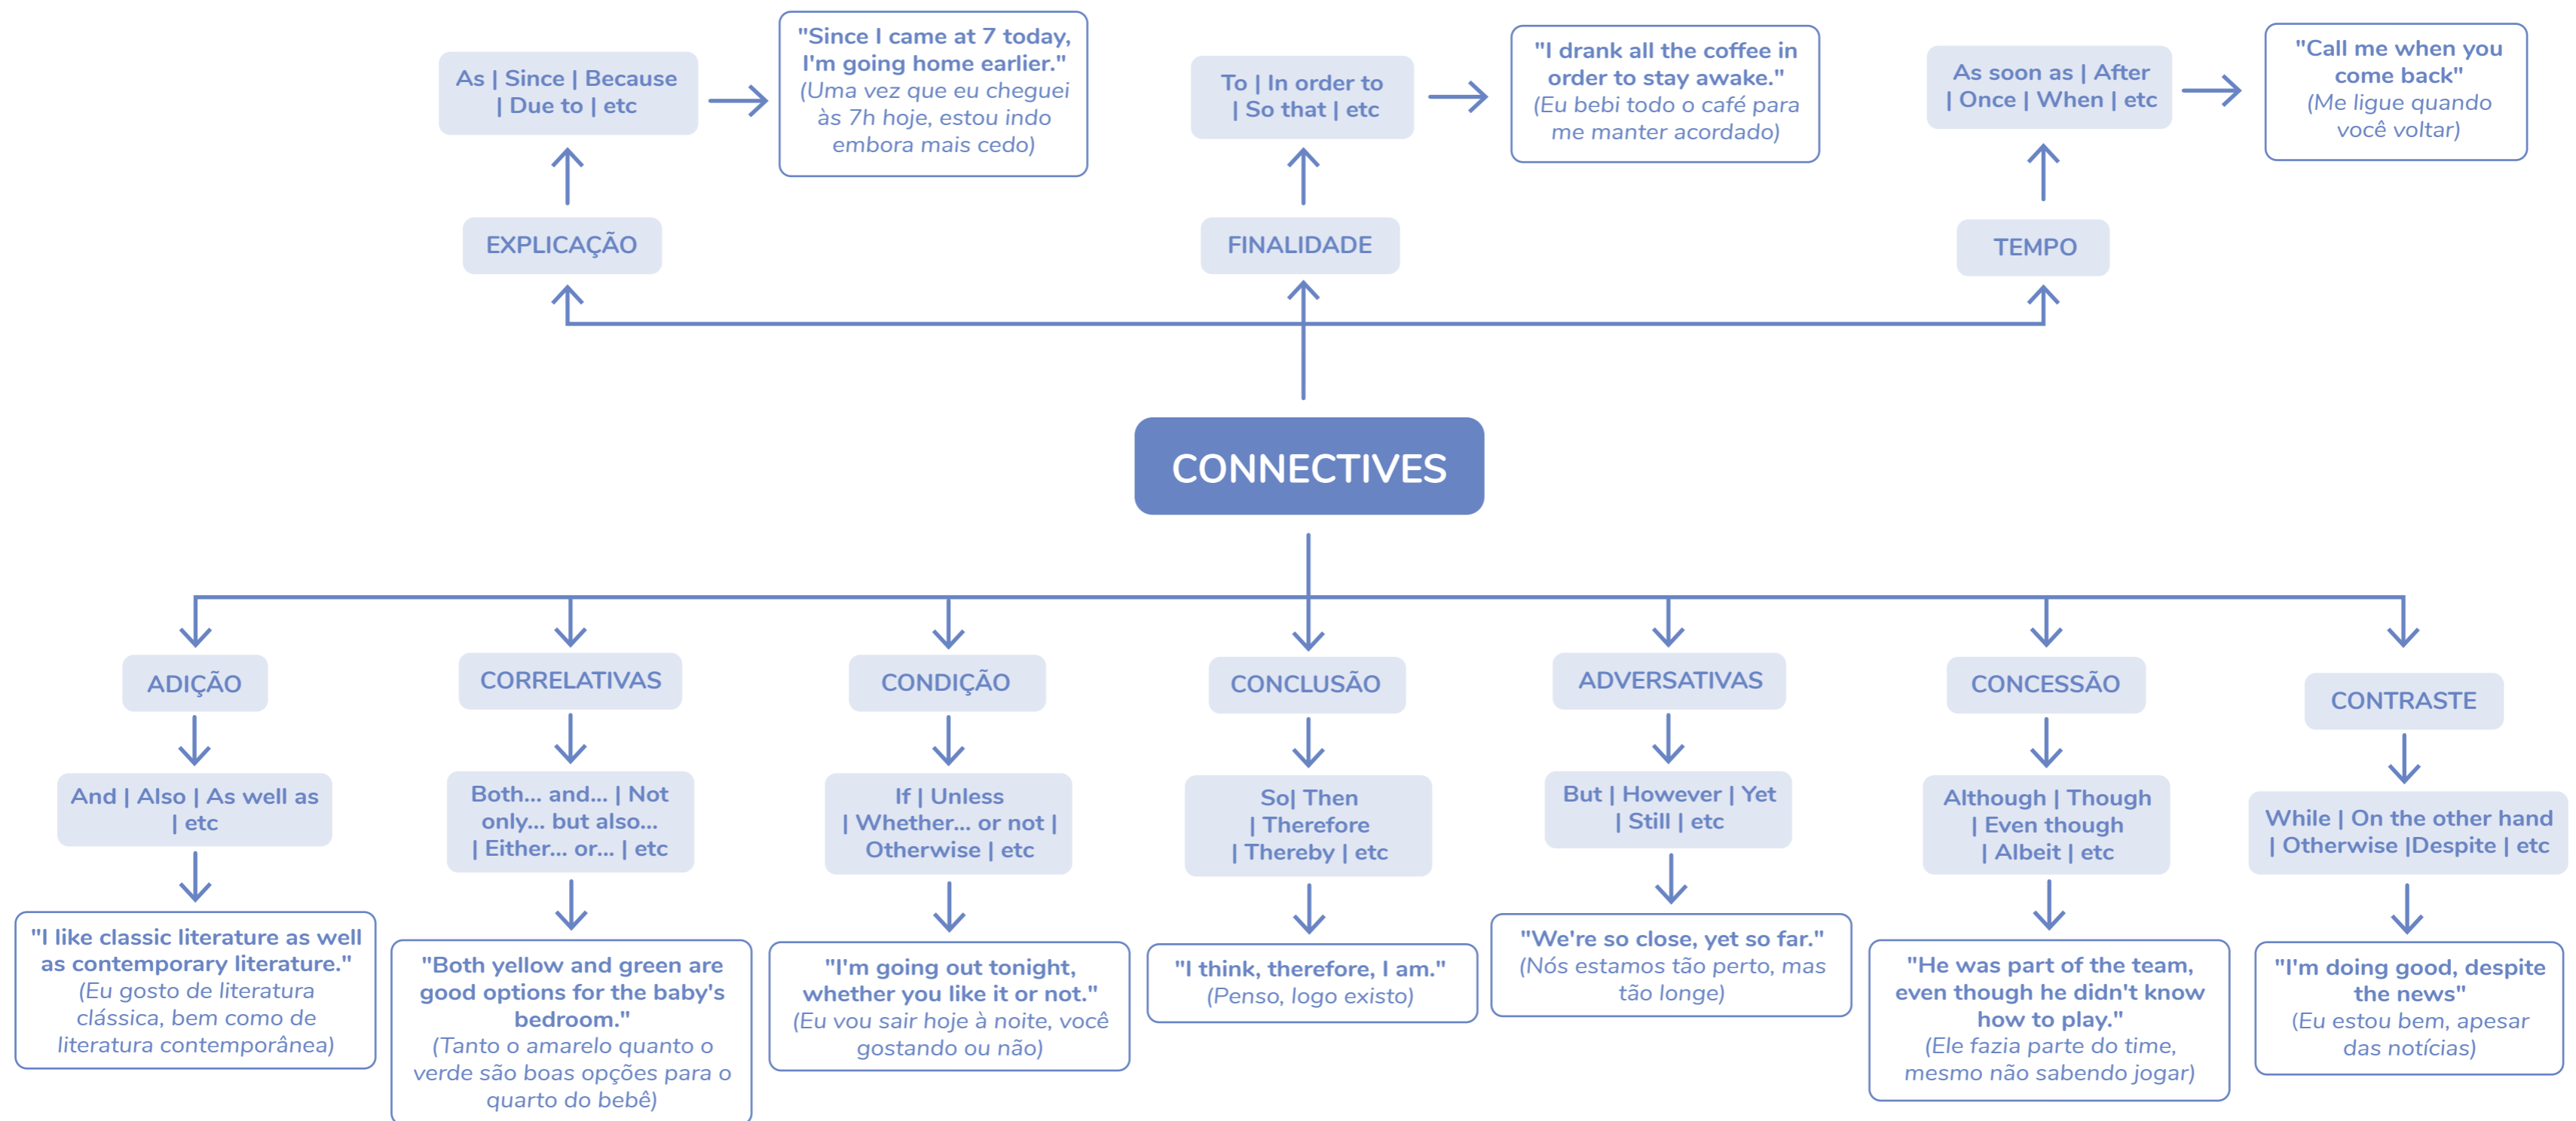 As | Since | Because
| Due to | etc
"Since I came at 7 today,
I'm going home earlier."
(Uma vez que eu cheguei
às 7h hoje, estou indo
embora mais cedo)
EXPLICAÇÃO
To | In order to
| So that | etc
"I drank all the coffee in
order to stay awake."
(Eu bebi todo o café para
me manter acordado)
FINALIDADE
As soon as | After
| Once | When | etc
"Call me when you
come back"
(Me ligue quando
você voltar)
TEMPO
CONNECTIVES
ADIÇÃO
And | Also | As well as
| etc
"I like classic literature as well
as contemporary literature."
(Eu gosto de literatura
clássica, bem como de
literatura contemporânea)
CORRELATIVAS
Both... and... | Not
only... but also...
| Either... or... | etc
"Both yellow and green are
good options for the baby's
bedroom."
(Tanto o amarelo quanto o
verde são boas opções para o
quarto do bebê)
CONDIÇÃO
If | Unless
| Whether... or not |
Otherwise | etc
"I'm going out tonight,
whether you like it or not."
(Eu vou sair hoje à noite, você
gostando ou não)
CONCLUSÃO
So| Then
| Therefore
| Thereby | etc
"I think, therefore, I am."
(Penso, logo existo)
ADVERSATIVAS
But | However | Yet
| Still | etc
"We're so close, yet so far."
(Nós estamos tão perto, mas
tão longe)
CONCESSÃO
Although | Though
| Even though
| Albeit | etc
"He was part of the team,
even though he didn't know
how to play."
(Ele fazia parte do time,
mesmo não sabendo jogar)
CONTRASTE
While | On the other hand
| Otherwise |Despite | etc
"I'm doing good, despite
the news"
(Eu estou bem, apesar
das notícias)